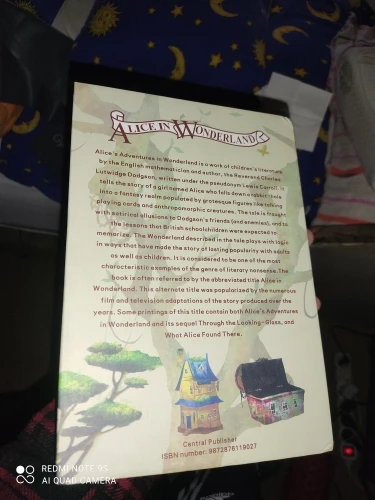 ALICE IN WONDERLAND
Alice's Adventures in Wonderland is a work of children's literature
by the English mathematician and author, the Reverend Charles
Lutwidge Dodgson, written under the pseudonym Lewis Carroll. It
tells the story of a girl named Alice who falls down a rabbit-hole
into a fantasy realm populated by grotesque figures like talking
playing cards and anthropomorphic creatures. The tale is fraught
with satirical allusions to Dodgson's friends (and enemies), and to
the lessons that British schoolchildren were expected to
memorize. The Wonderland described in the tale plays with logic
in ways that have made the story of lasting popularity with adults
as well as children. It is considered to be one of the most
characteristic examples of the genre of literary nonsense. The
book is often referred to by the abbreviated title Alice in
Wonderland. This alternate title was popularized by the numerous
film and television adaptations of the story produced over the
years. Some printings of this title contain both Alice's Adventures
in Wonderland and its sequel Through the Looking-Glass, and
What Alice Found There.
Central Publisher
ISBN number: 9872876119027
REDMI NOTE 9S
AI QUAD CAMERA